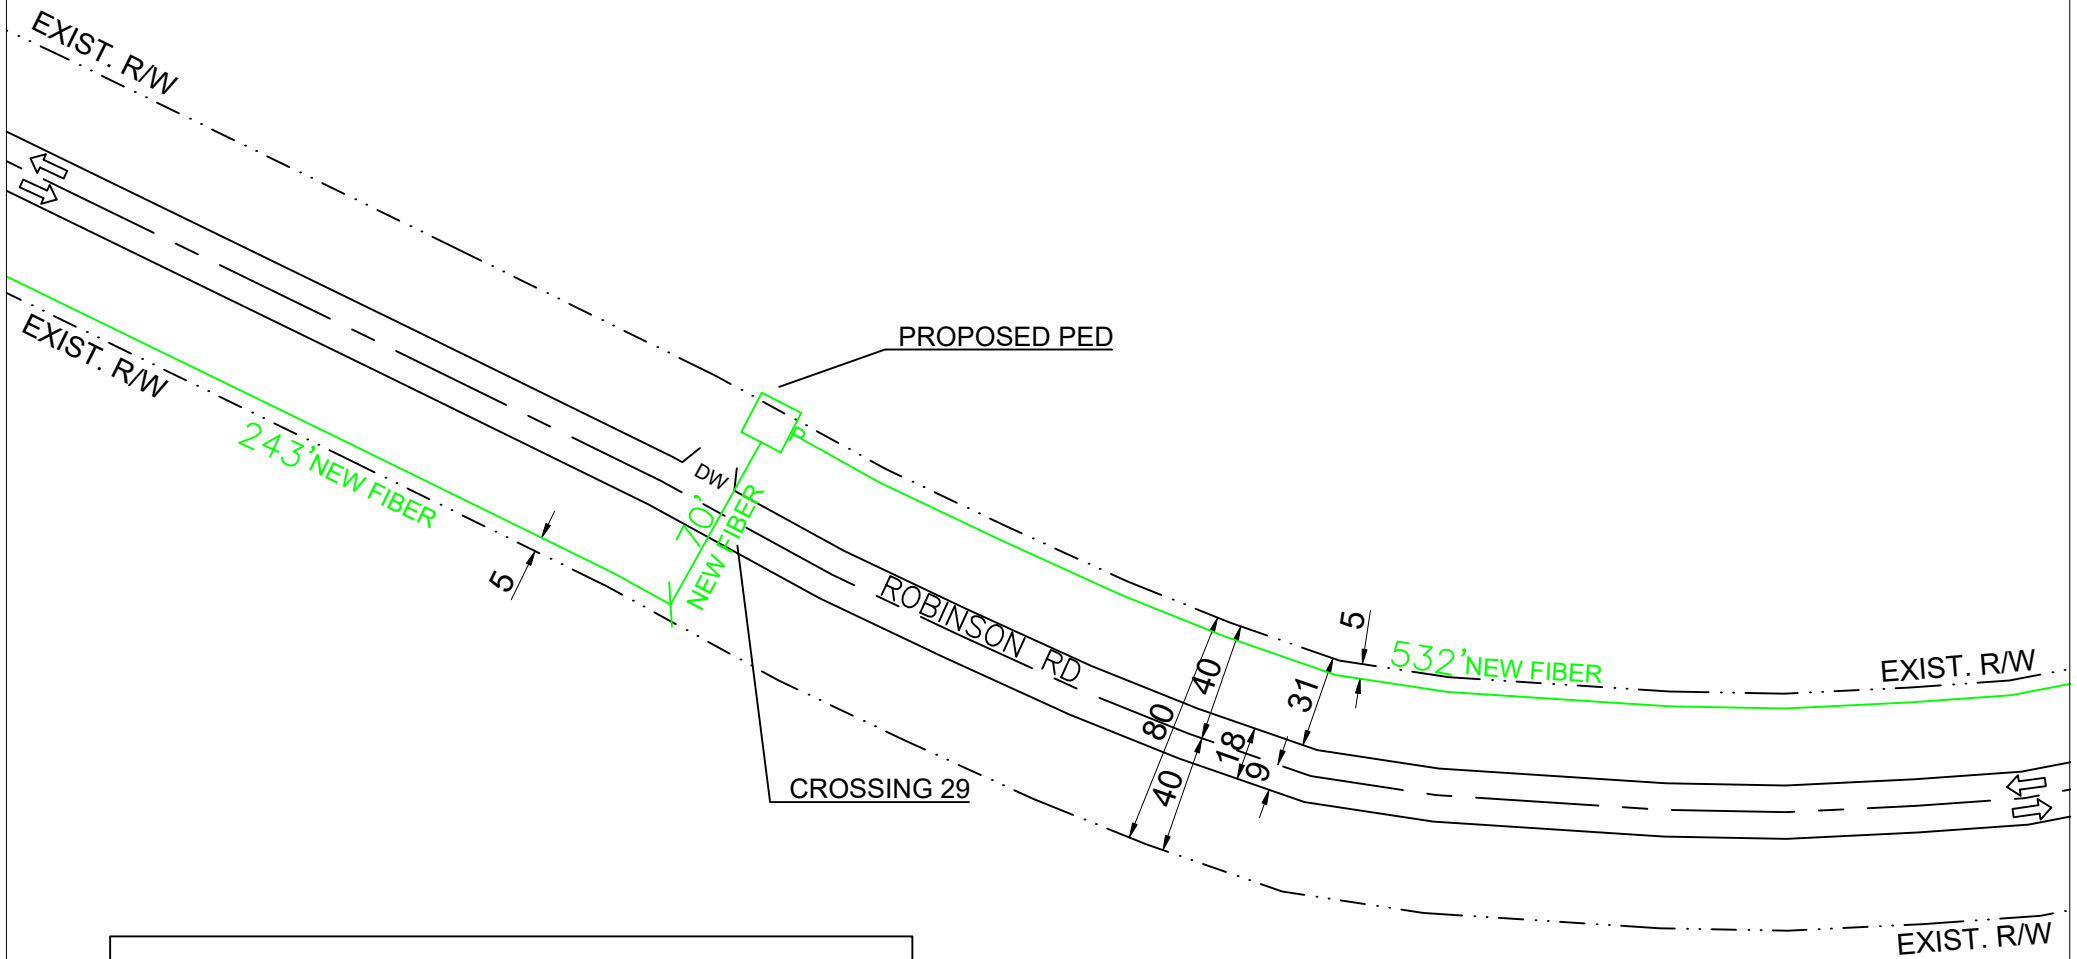 EXIST. R/W
EXIST. R/W
PROPOSED PED
P
243' NEW FIBER
DW
70'
NEW FIBER
5
ROBINSON RD
5
532' NEW FIBER
EXIST. R/W
40
31
80
18
9
40
CROSSING 29
EXIST. R/W